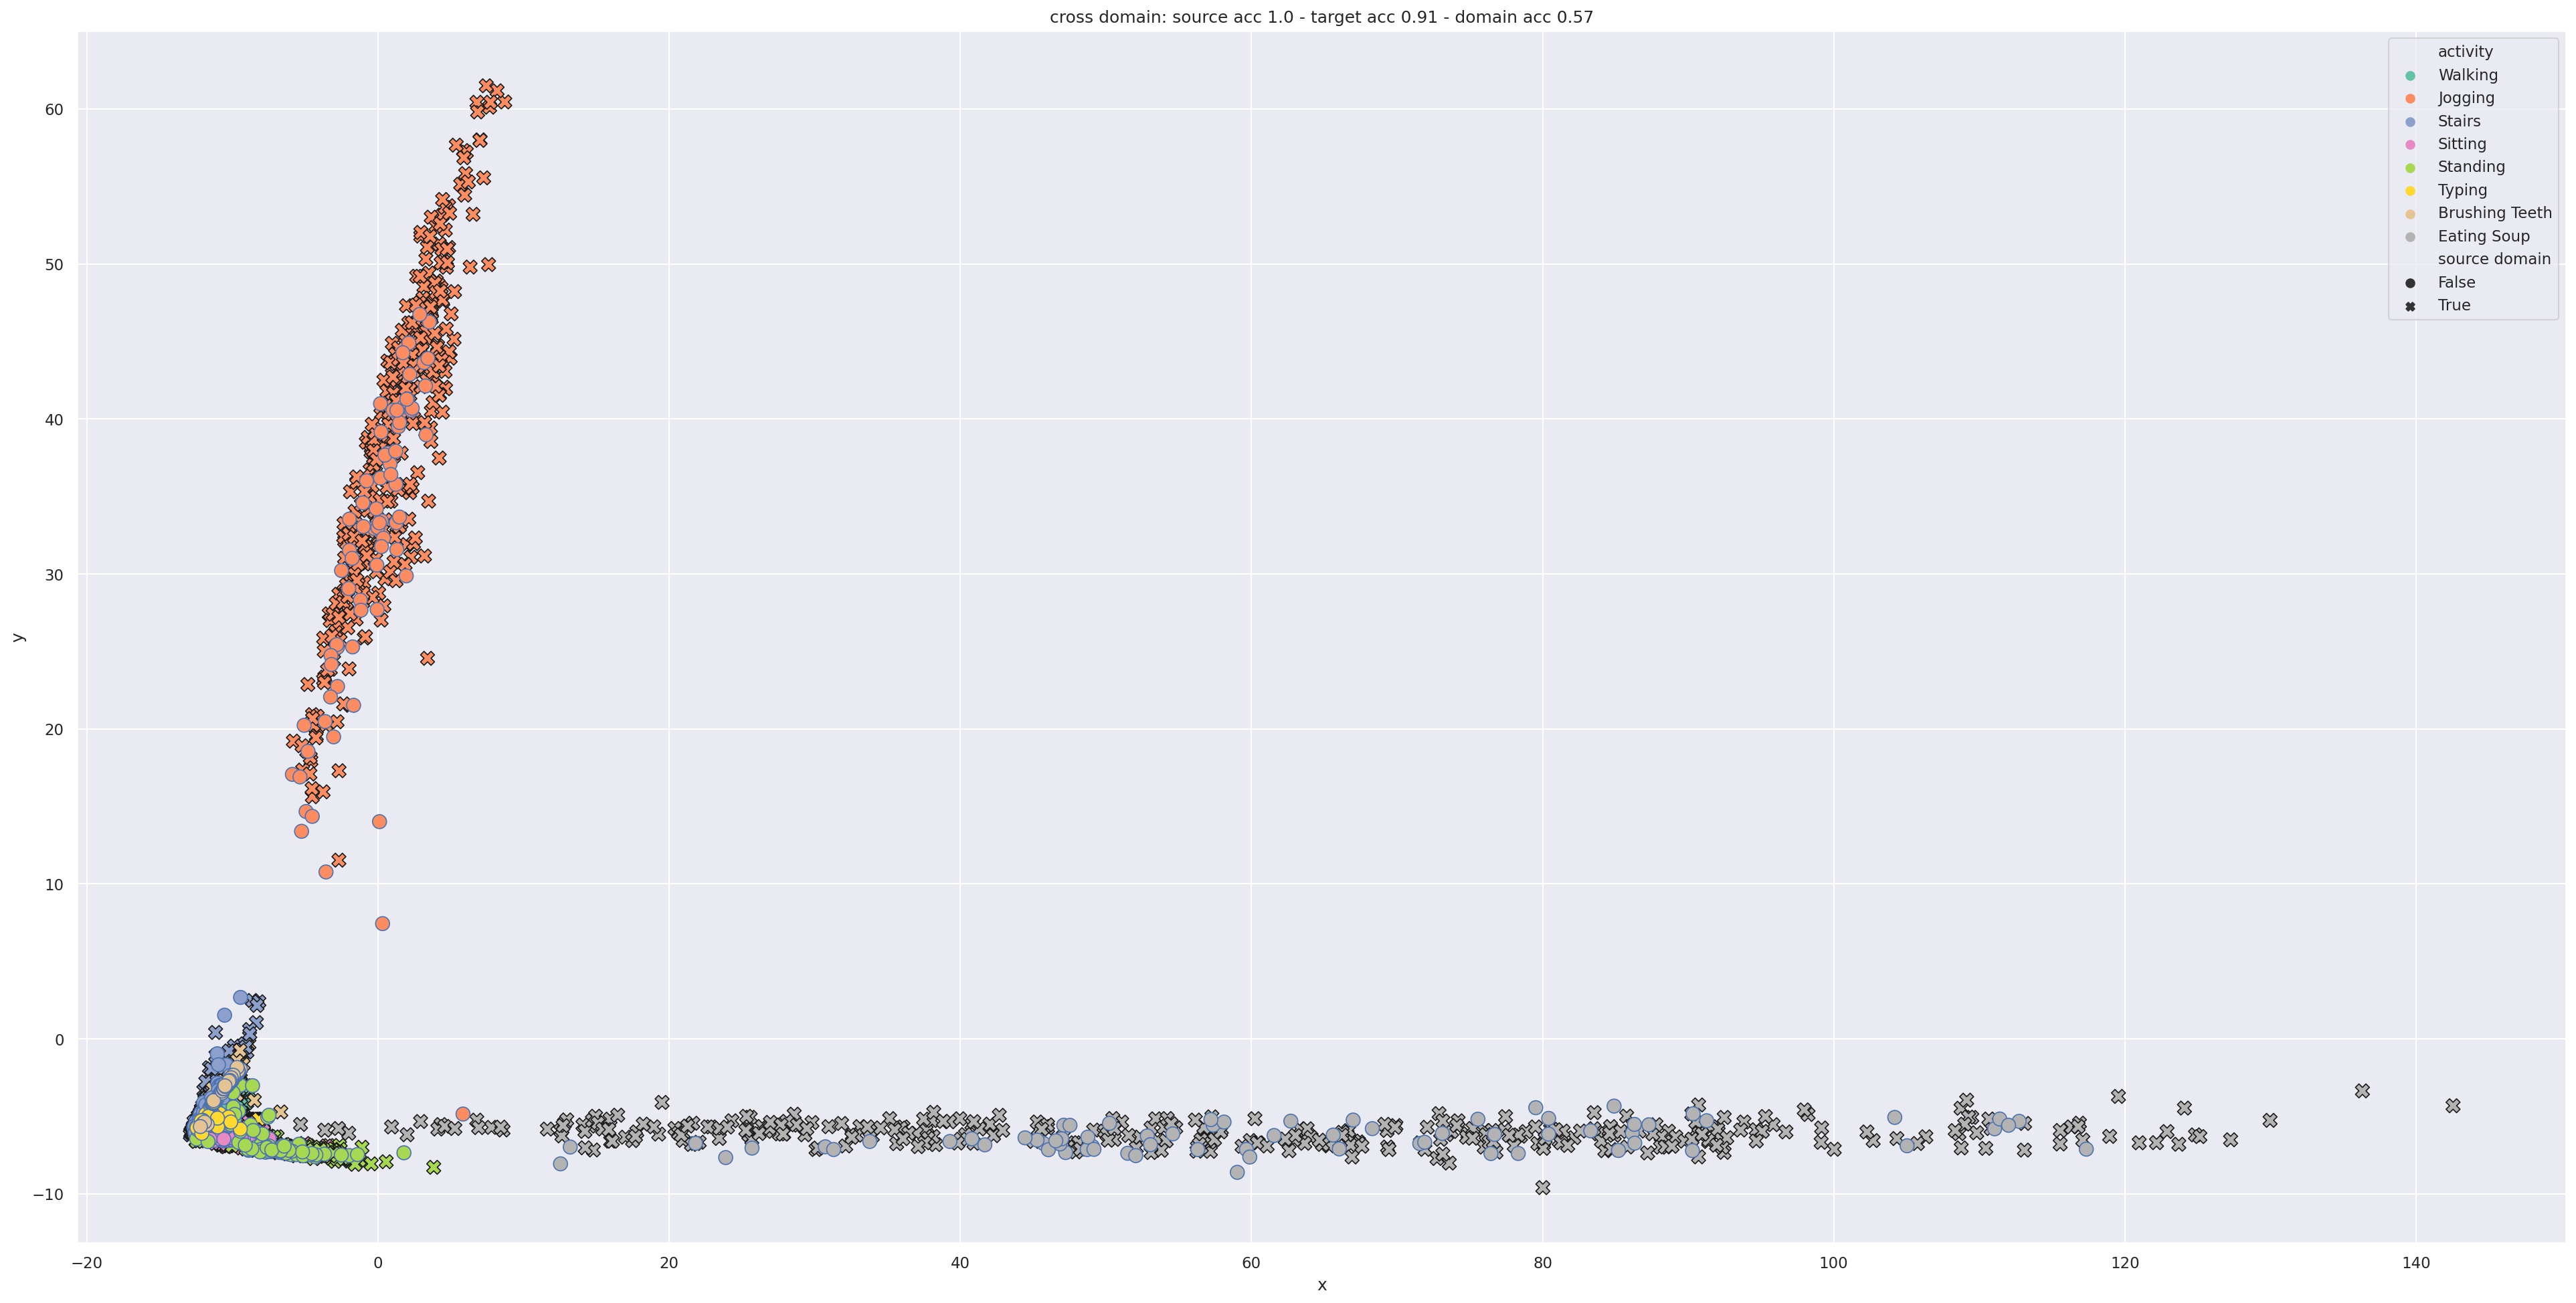 cross domain: source acc 1.0 - target acc 0.91 - domain acc 0.57
activity
Walking
Jogging
Stairs
Sitting
Standing
Typing
Brushing Teeth
Eating Soup
source domain
False
True
60
50
40
30
20
10
0
−10
y
−20 0 20 40 60 80 100 120 140
x